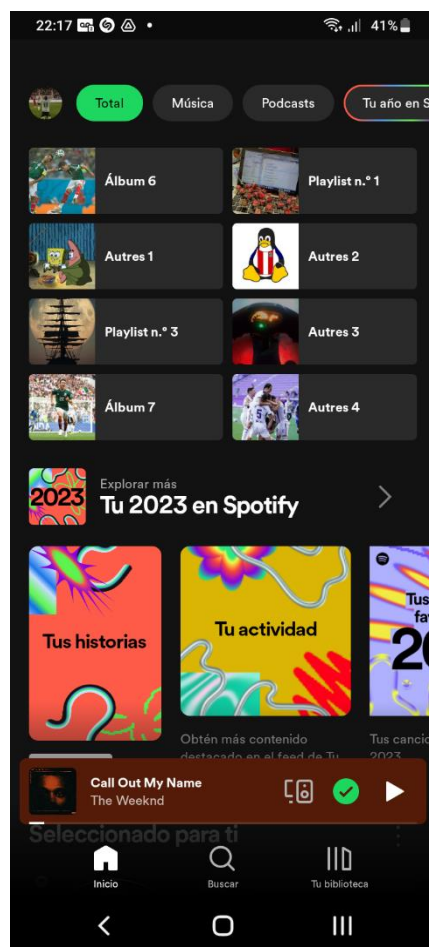 22:17
41%
Total
Música
Podcasts
Tu año en S
Álbum 6
Playlist n.° 1
Autres 1
Autres 2
Playlist n.° 3
Autres 3
Álbum 7
Autres 4
2023
Explorar más
Tu 2023 en Spotify
Tus historias
Tu actividad
Tus
fav
20
Obtén más contenido
destacado en el feed de Tu
Tus cancio
2023
Call Out My Name
The Weeknd
Seleccionado para ti
Inicio
Buscar
Tu biblioteca